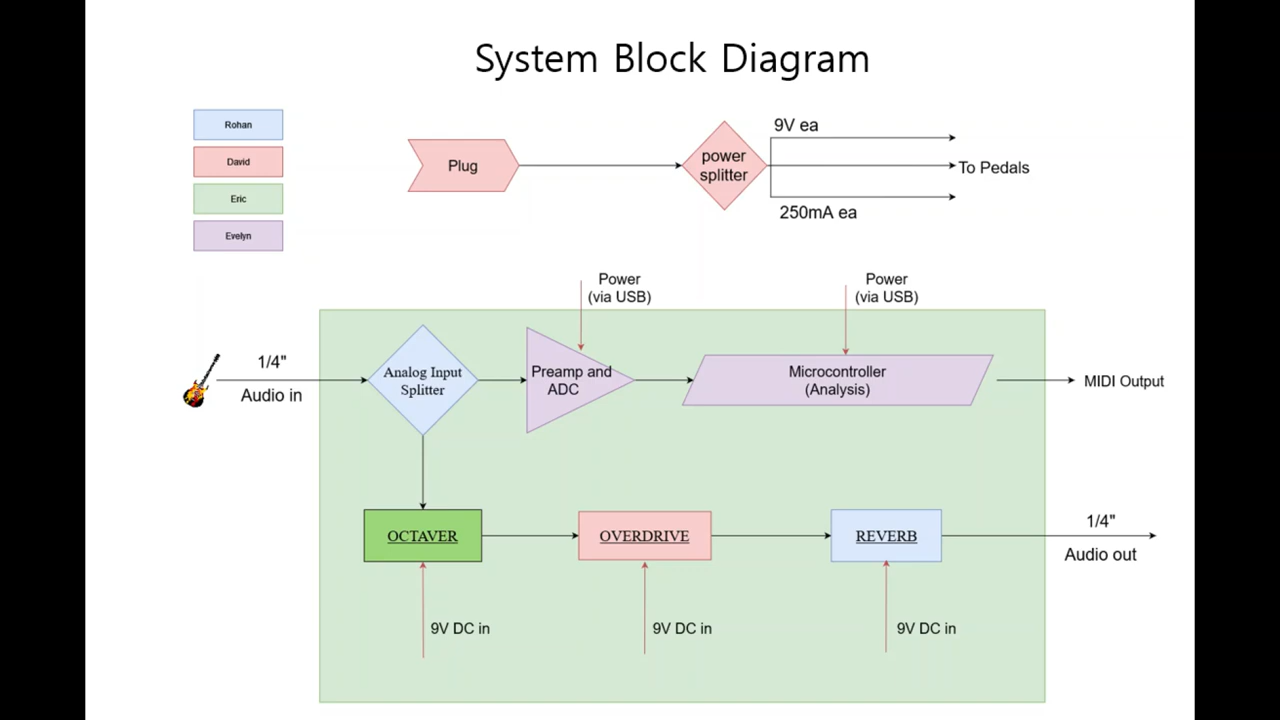 System Block Diagram
Rohan
David
Eric
Evelyn
Plug
power
splitter
9V ea
To Pedals
250mA ea
Power
(via USB)
Power
(via USB)
1/4"
Audio in
Analog Input
Splitter
Preamp and
ADC
Microcontroller
(Analysis)
MIDI Output
OCTAVER
OVERDRIVE
REVERB
1/4"
Audio out
9V DC in
9V DC in
9V DC in